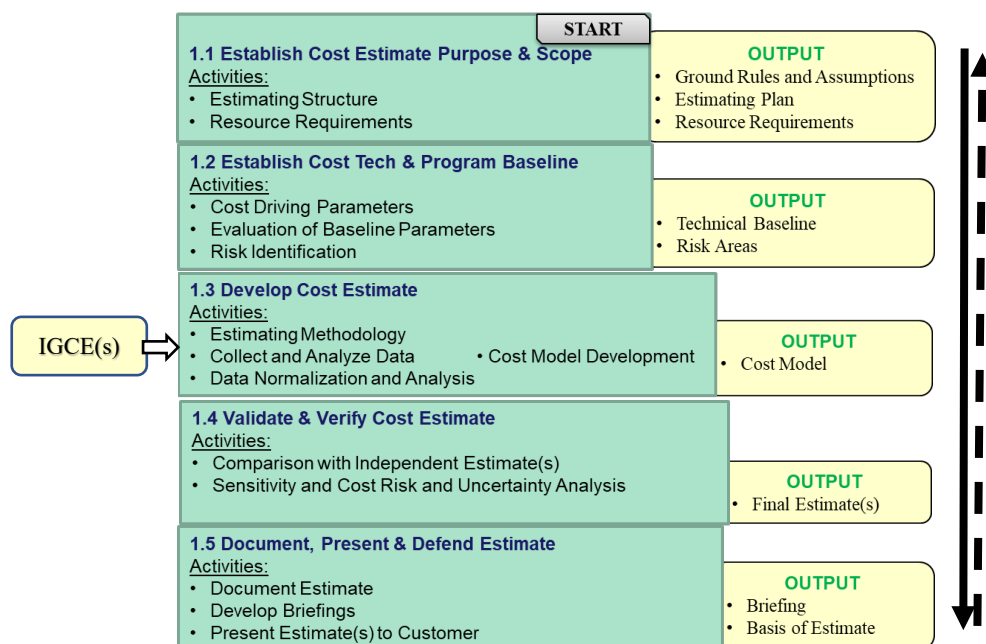 START
1.1 Establish Cost Estimate Purpose & Scope
Activities:
• Estimating Structure
• Resource Requirements
OUTPUT
• Ground Rules and Assumptions
• Estimating Plan
• Resource Requirements
1.2 Establish Cost Tech & Program Baseline
Activities:
• Cost Driving Parameters
• Evaluation of Baseline Parameters
• Risk Identification
OUTPUT
• Technical Baseline
• Risk Areas
IGCE(s)
1.3 Develop Cost Estimate
Activities:
• Estimating Methodology
• Collect and Analyze Data • Cost Model Development
• Data Normalization and Analysis
OUTPUT
• Cost Model
1.4 Validate & Verify Cost Estimate
Activities:
• Comparison with Independent Estimate(s)
• Sensitivity and Cost Risk and Uncertainty Analysis
OUTPUT
• Final Estimate(s)
1.5 Document, Present & Defend Estimate
Activities:
• Document Estimate
• Develop Briefings
• Present Estimate(s) to Customer
OUTPUT
• Briefing
• Basis of Estimate